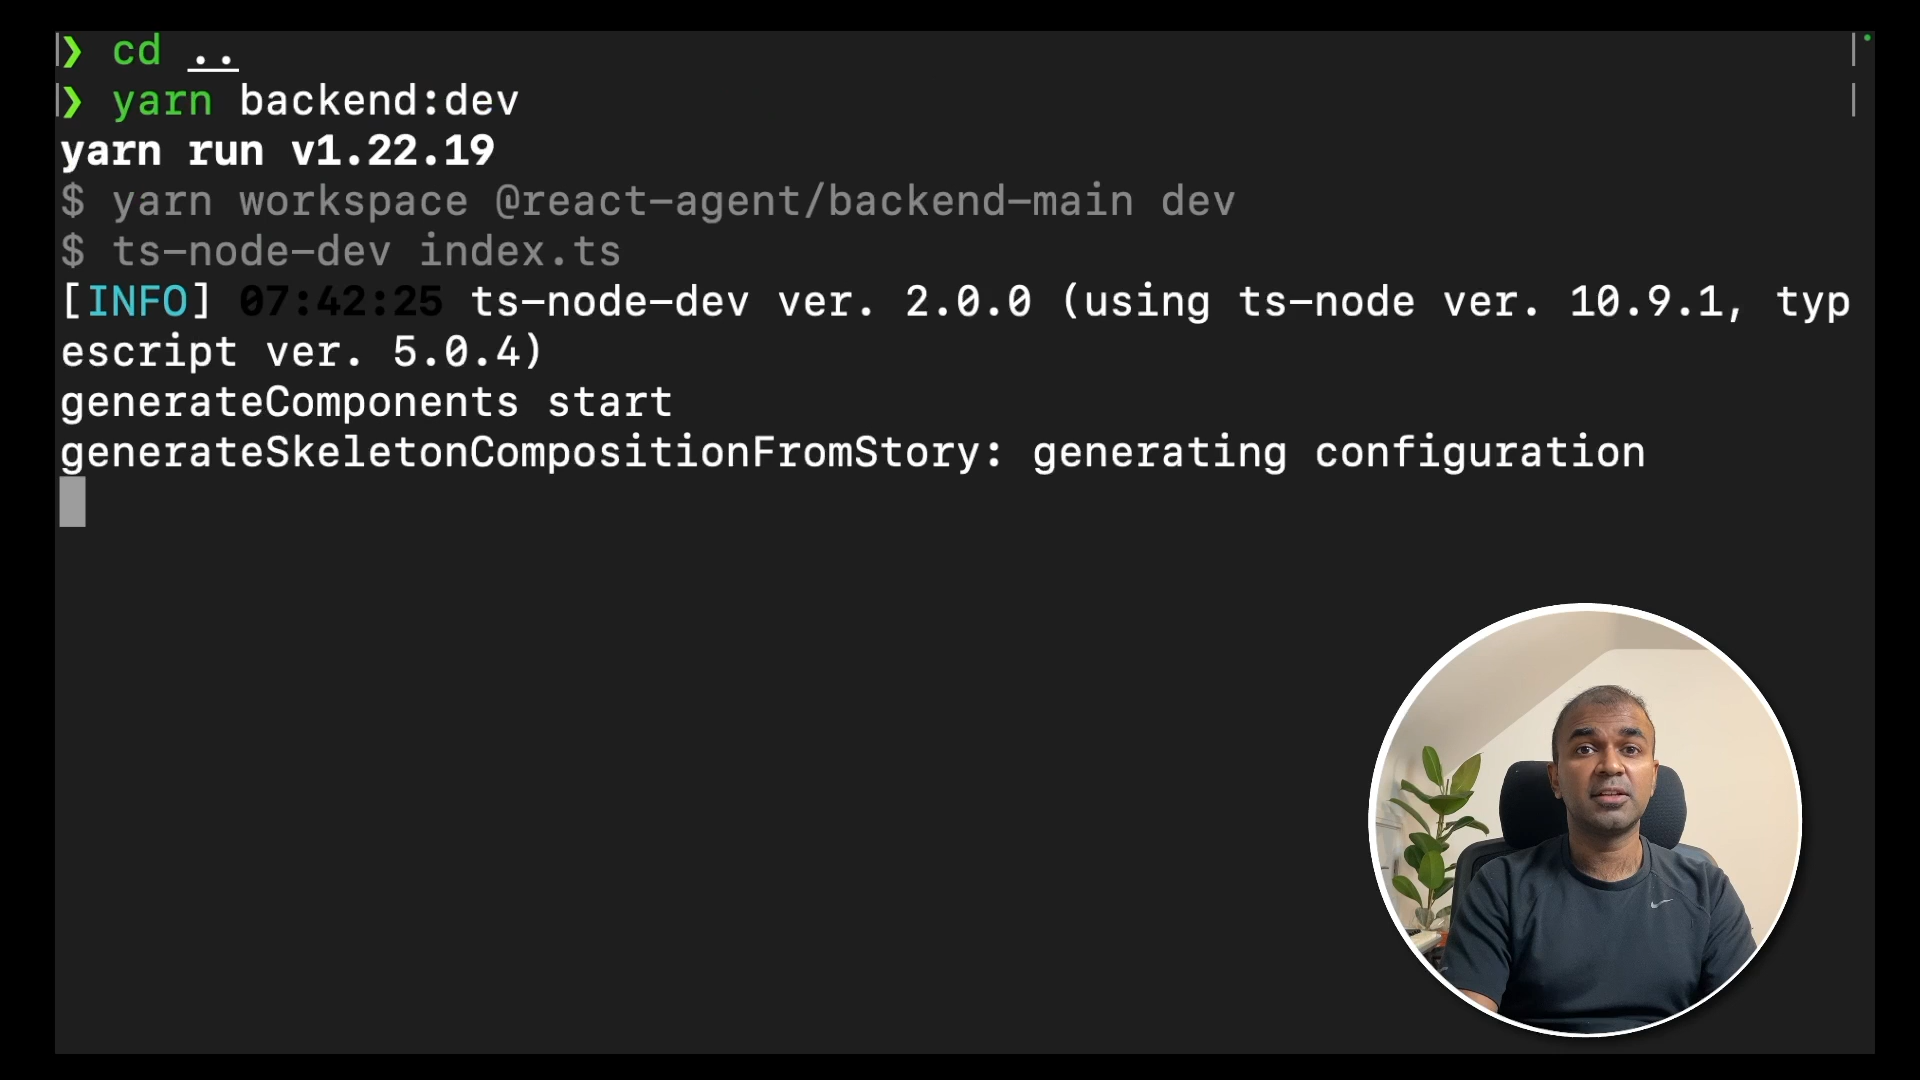 ❯ cd ..
❯ yarn backend:dev
yarn run v1.22.19
$ yarn workspace @react-agent/backend-main dev
$ ts-node-dev index.ts
[INFO] 07:42:25 ts-node-dev ver. 2.0.0 (using ts-node ver. 10.9.1, typ
escript ver. 5.0.4)
generateComponents start
generateSkeletonCompositionFromStory: generating configuration